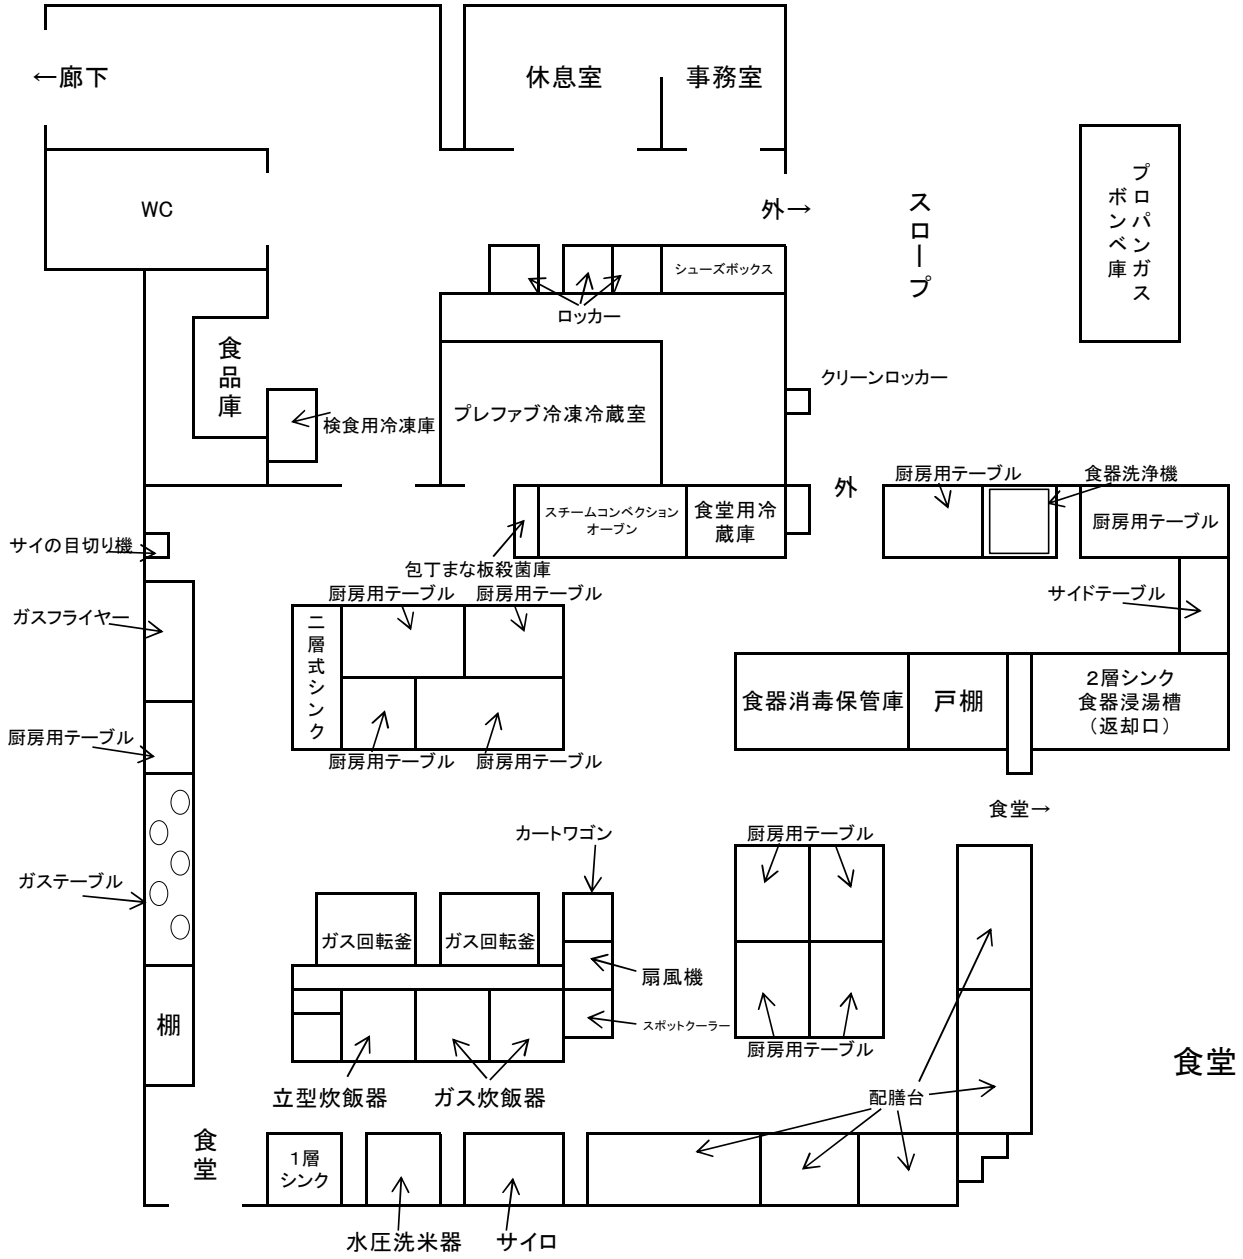 ←廊下
休息室
事務室
プロパンガス
ボンベ庫
WC
外→
スロープ
シューズボックス
ロッカー
食品庫
クリーンロッカー
プレファブ冷凍冷蔵室
検食用冷凍庫
厨房用テーブル
食器洗浄機
外
スチームコンベクション
オーブン
食堂用冷
蔵庫
厨房用テーブル
サイの目切り機
包丁まな板殺菌庫
厨房用テーブル
厨房用テーブル
サイドテーブル
ガスフライヤー
二層式シンク
2層シンク
食器浸湯槽
(返却口)
食器消毒保管庫
戸棚
厨房用テーブル
厨房用テーブル
厨房用テーブル
食堂→
カートワゴン
厨房用テーブル
ガステーブル
ガス回転釜
ガス回転釜
扇風機
棚
スポットクーラー
厨房用テーブル
食堂
立型炊飯器
ガス炊飯器
配膳台
食堂
1層
シンク
水圧洗米器
サイロ